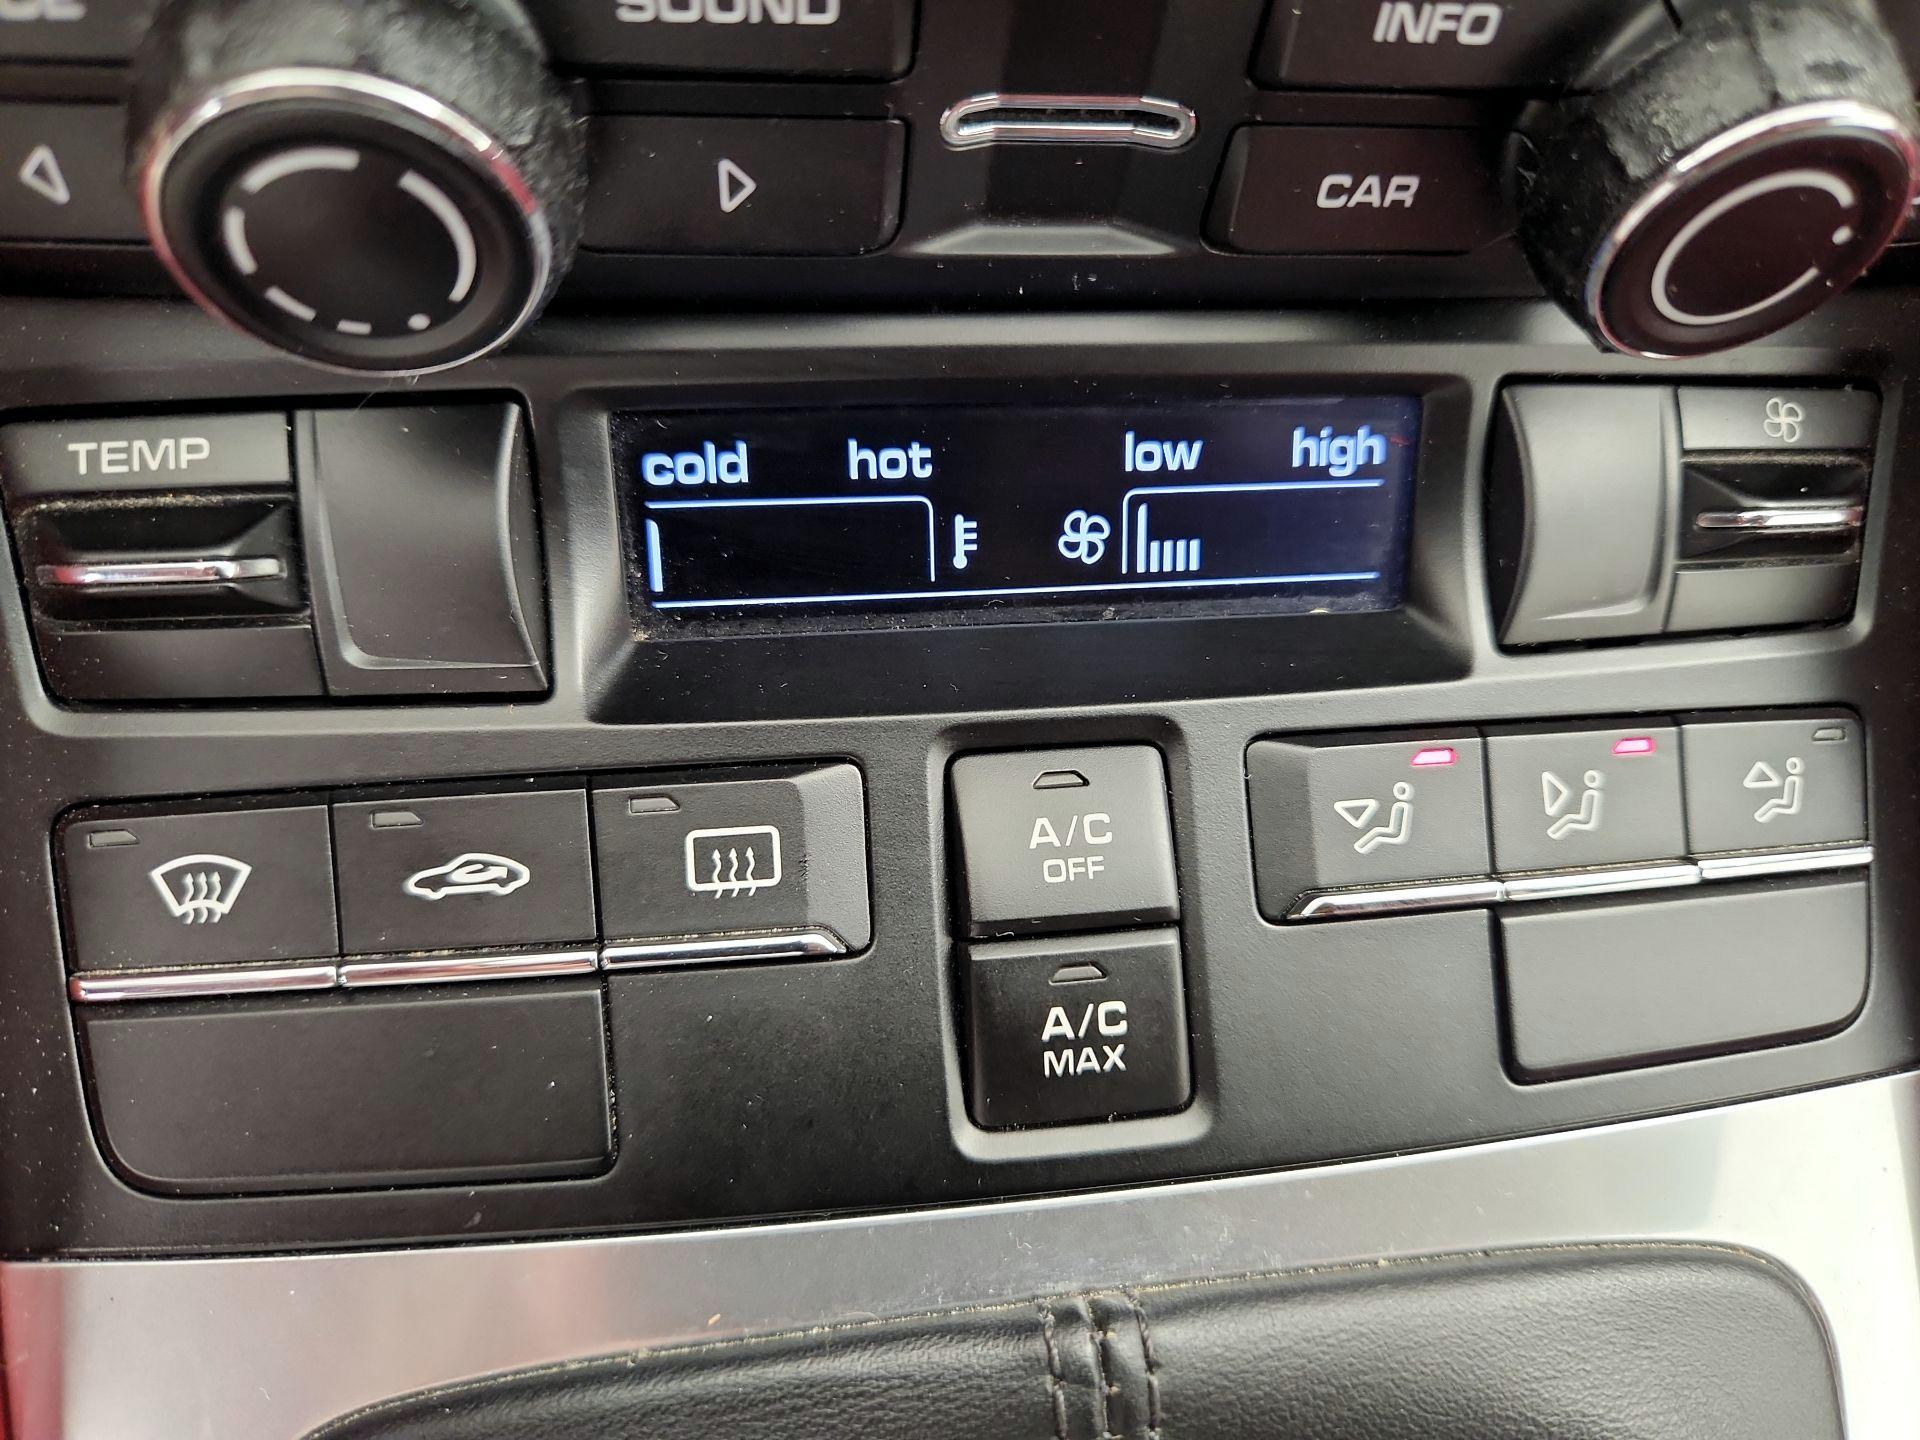 SOUND
INFO
CAR
TEMP
cold hot low high
A/C
OFF
A/C
MAX